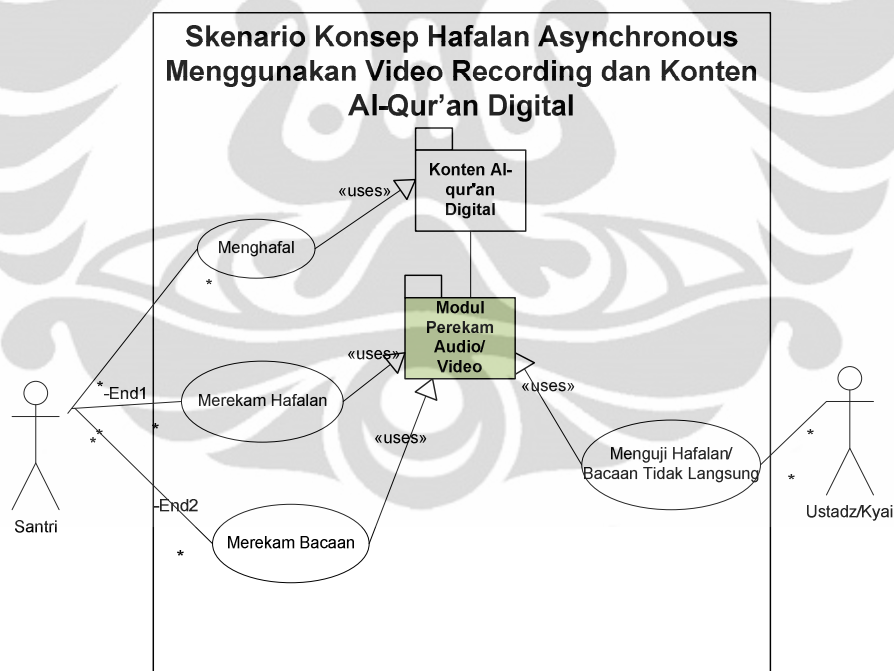 Skenario Konsep Hafalan Asynchronous
Menggunakan Video Recording dan Konten
Al-Qur’an Digital
Konten Al-
qur'an
Digital
«uses»
Menghafal
*
Modul
Perekam
Audio/
Video
«uses»
*
-End1
Merekam Hafalan
*
«uses»
*
*
«uses»
Menguji Hafalan/
Bacaan Tidak Langsung
*
*
-End2
Santri
Merekam Bacaan
*
Ustadz/Kyai